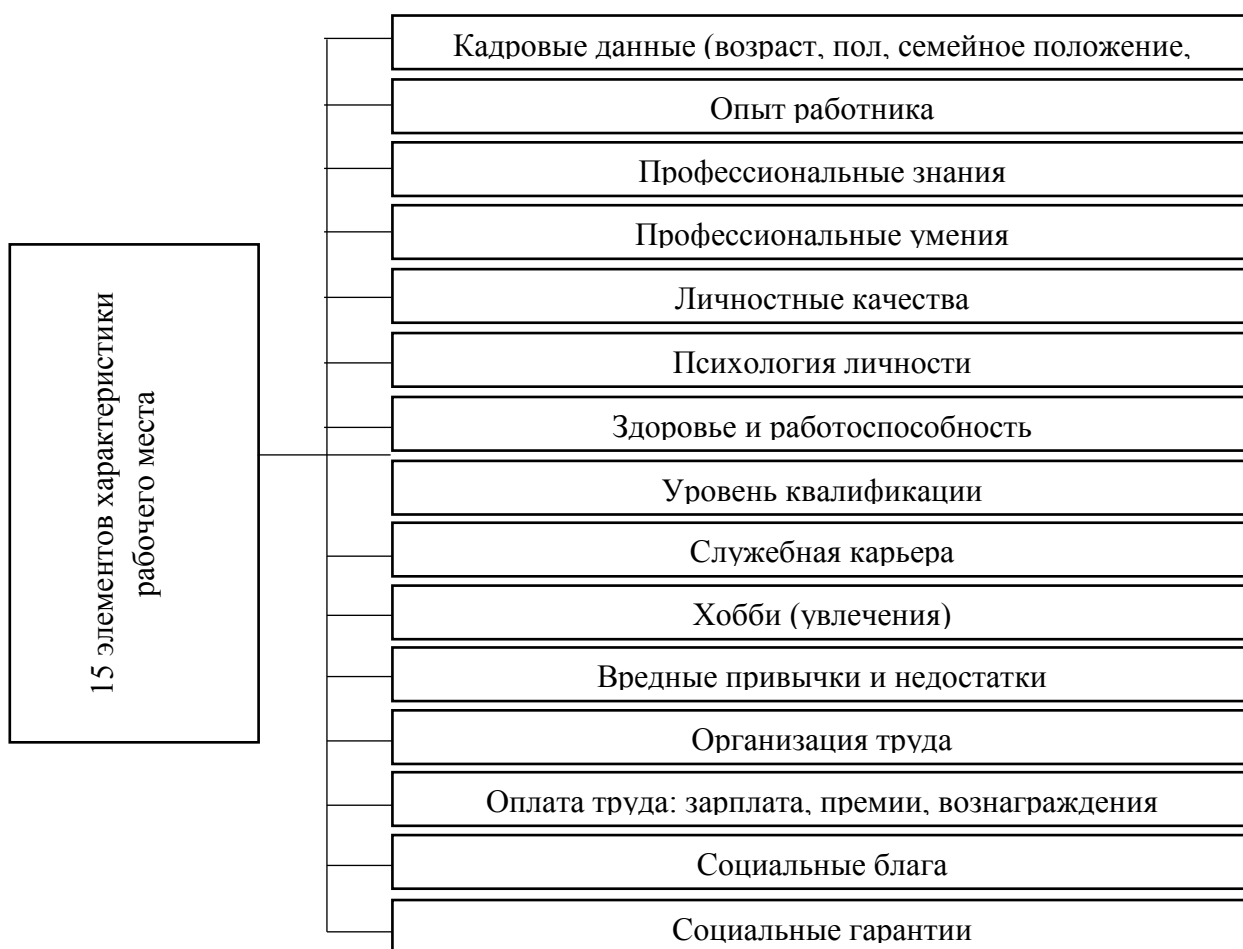 15 элементов характеристики
рабочего места
Кадровые данные (возраст, пол, семейное положение,
Опыт работника
Профессиональные знания
Профессиональные умения
Личностные качества
Психология личности
Здоровье и работоспособность
Уровень квалификации
Служебная карьера
Хобби (увлечения)
Вредные привычки и недостатки
Организация труда
Оплата труда: зарплата, премии, вознаграждения
Социальные блага
Социальные гарантии